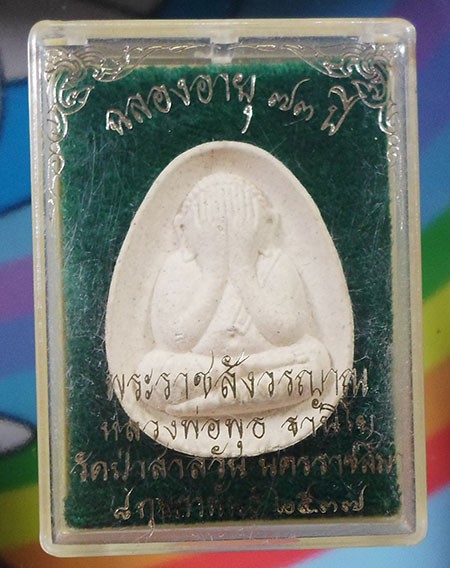 ฉลองอายุ ๗๓ ปี
พระราชสังวรญาณ
หลวงพ่อพุธ ฐานิโย
วัดป่าสาลวัน นครราชสีมา
๘ กุมภาพันธ์ ๒๕๓๗